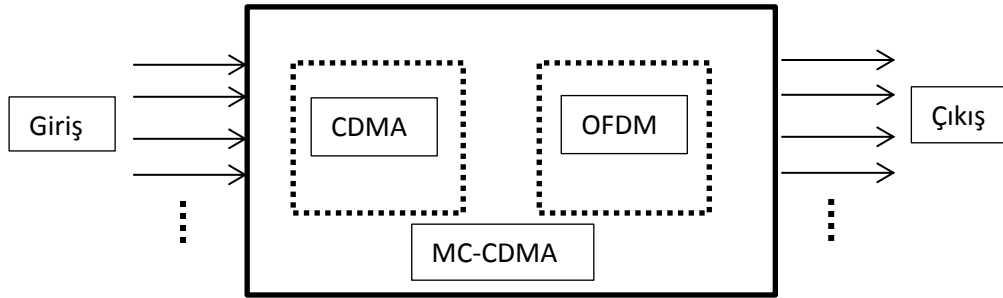 Giriş
CDMA
OFDM
Çıkış
MC-CDMA